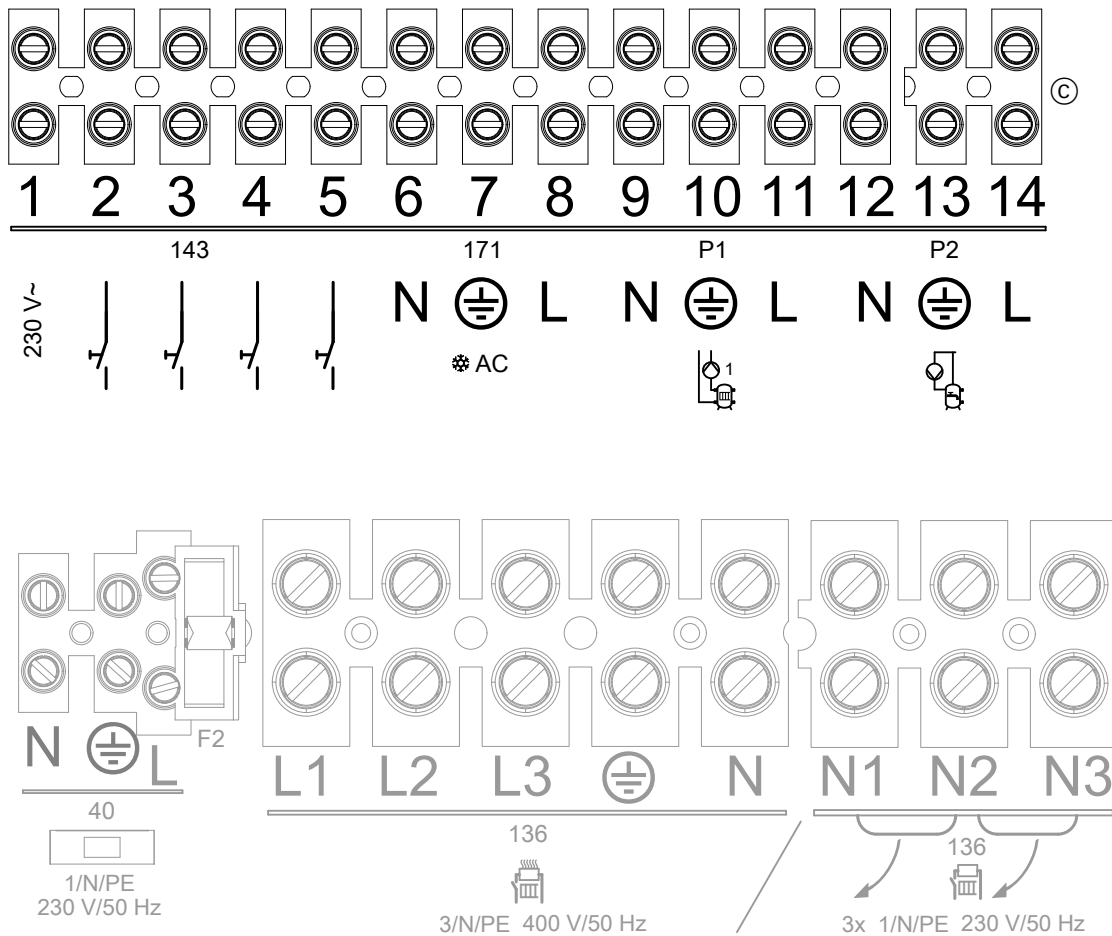 C
1 2 3 4 5 6 7 8 9 10 11 12 13 14
143 171 P1 P2
230 V~ N L N L N L
AC 1
F2
N L L1 L2 L3 N N1 N2 N3
40 136 136
1/N/PE
230 V/50 Hz
3/N/PE 400 V/50 Hz
3x 1/N/PE 230 V/50 Hz